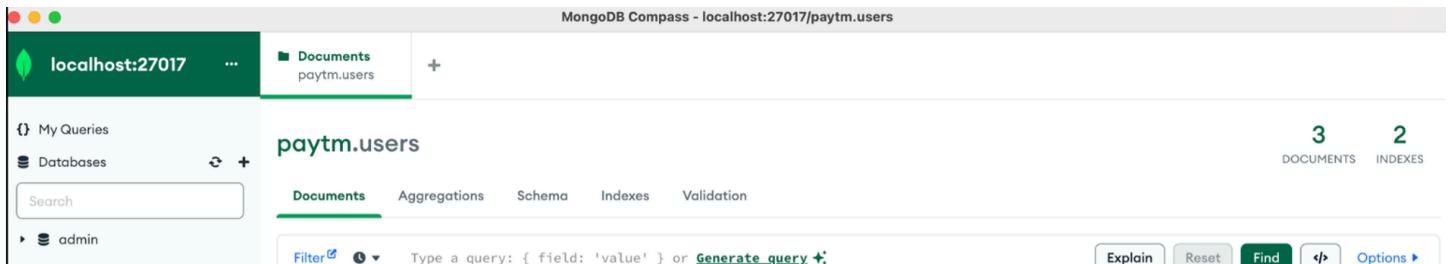 MongoDB Compass - localhost:27017/paytm.users
localhost:27017 ...
Documents
paytm.users
+
{} My Queries
Databases
+
Search
admin
paytm.users
3
DOCUMENTS
2
INDEXES
Documents Aggregations Schema Indexes Validation
Filter Type a query: { field: 'value' } or Generate query
Explain Reset Find </> Options